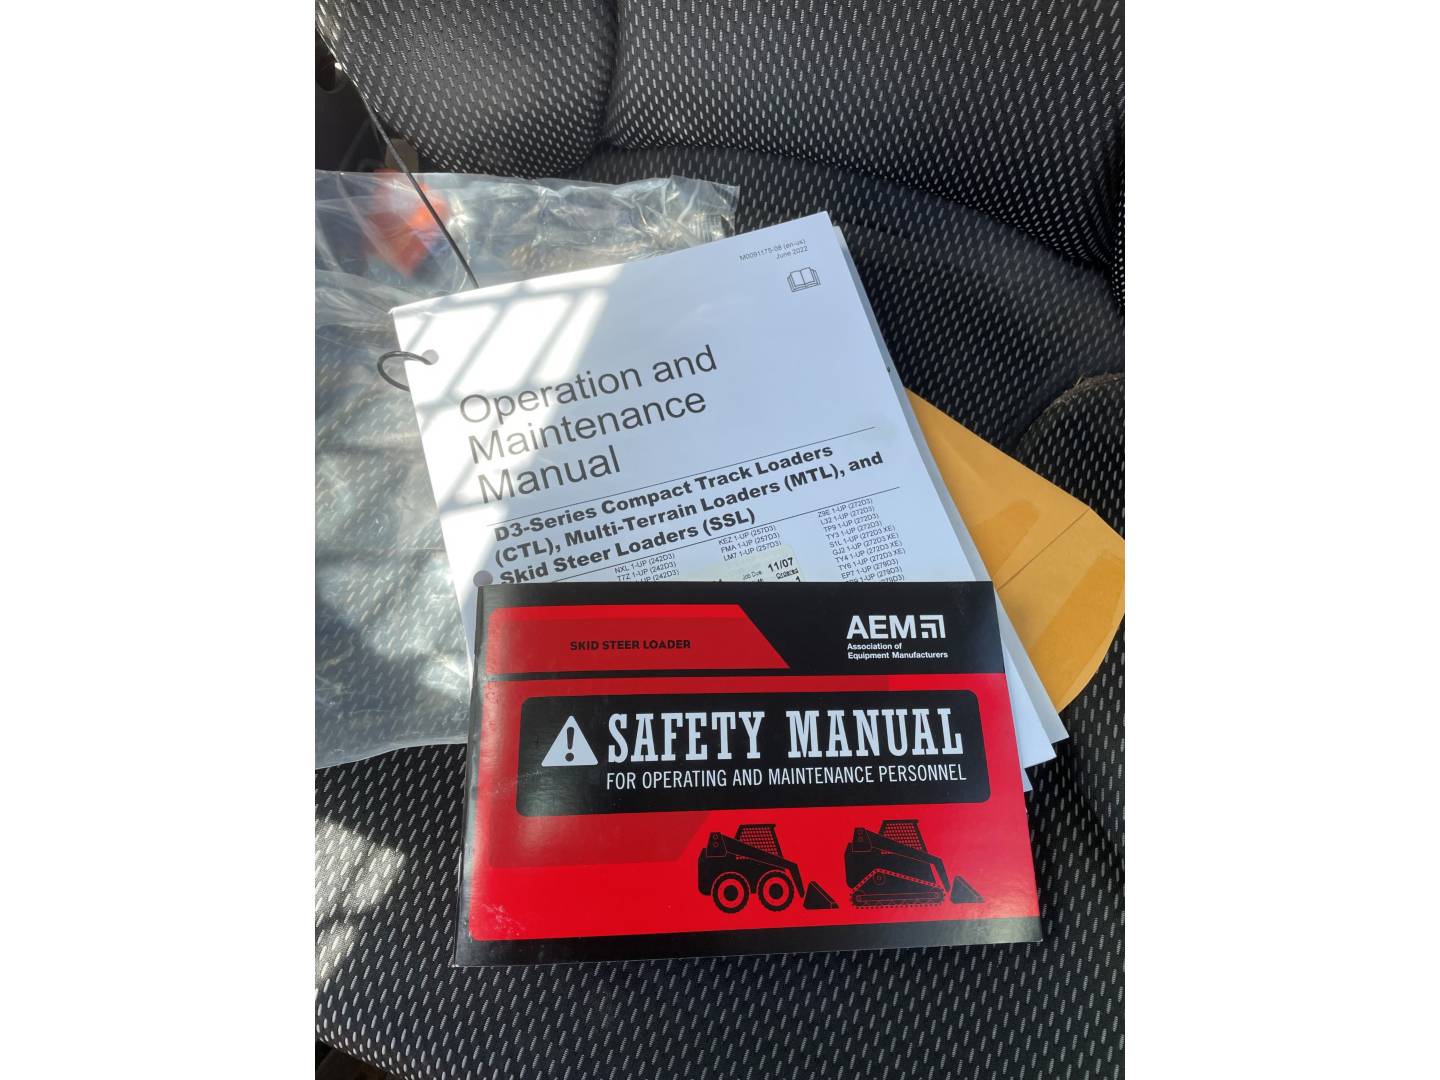 M0091175-08 (en-us)
June 2022
Operation and
Maintenance
Manual
D3-Series Compact Track Loaders
(CTL), Multi-Terrain Loaders (MTL), and
Skid Steer Loaders (SSL)
NXL 1-UP (242D3)
T7Z 1-UP (242D3)
KEZ 1-UP (257D3)
FMA 1-UP (257D3)
LM7 1-UP (257D3)
Z9E 1-UP (272D3)
L32 1-UP (272D3)
TP9 1-UP (272D3)
TY3 1-UP (272D3)
S1L 1-UP (272D3 XE)
GJ2 1-UP (272D3 XE)
TY4 1-UP (272D3 XE)
TY6 1-UP (279D3)
EP7 1-UP (279D3)
Job Due 11/07
SKID STEER LOADER
AEM
Association of
Equipment Manufacturers
SAFETY MANUAL
FOR OPERATING AND MAINTENANCE PERSONNEL